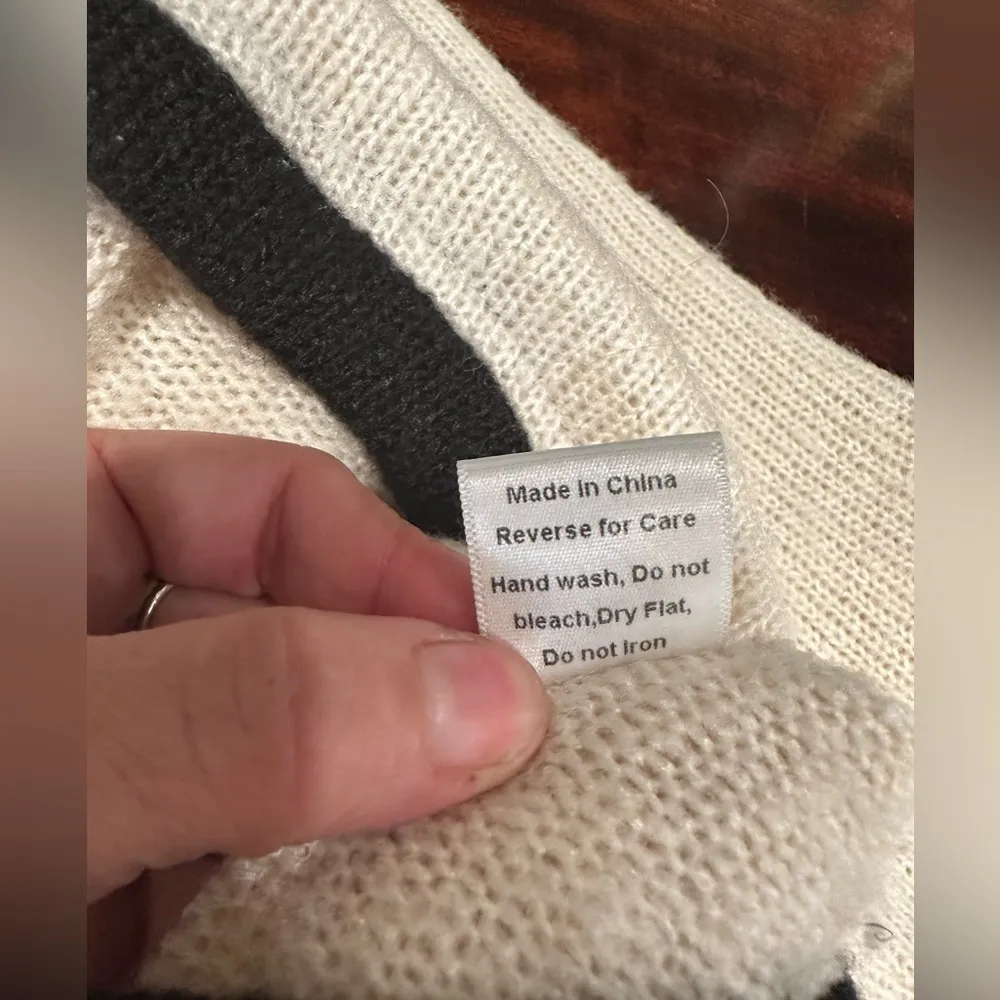 Made in China
Reverse for Care
Hand wash, Do not
bleach,Dry Flat,
Do not iron